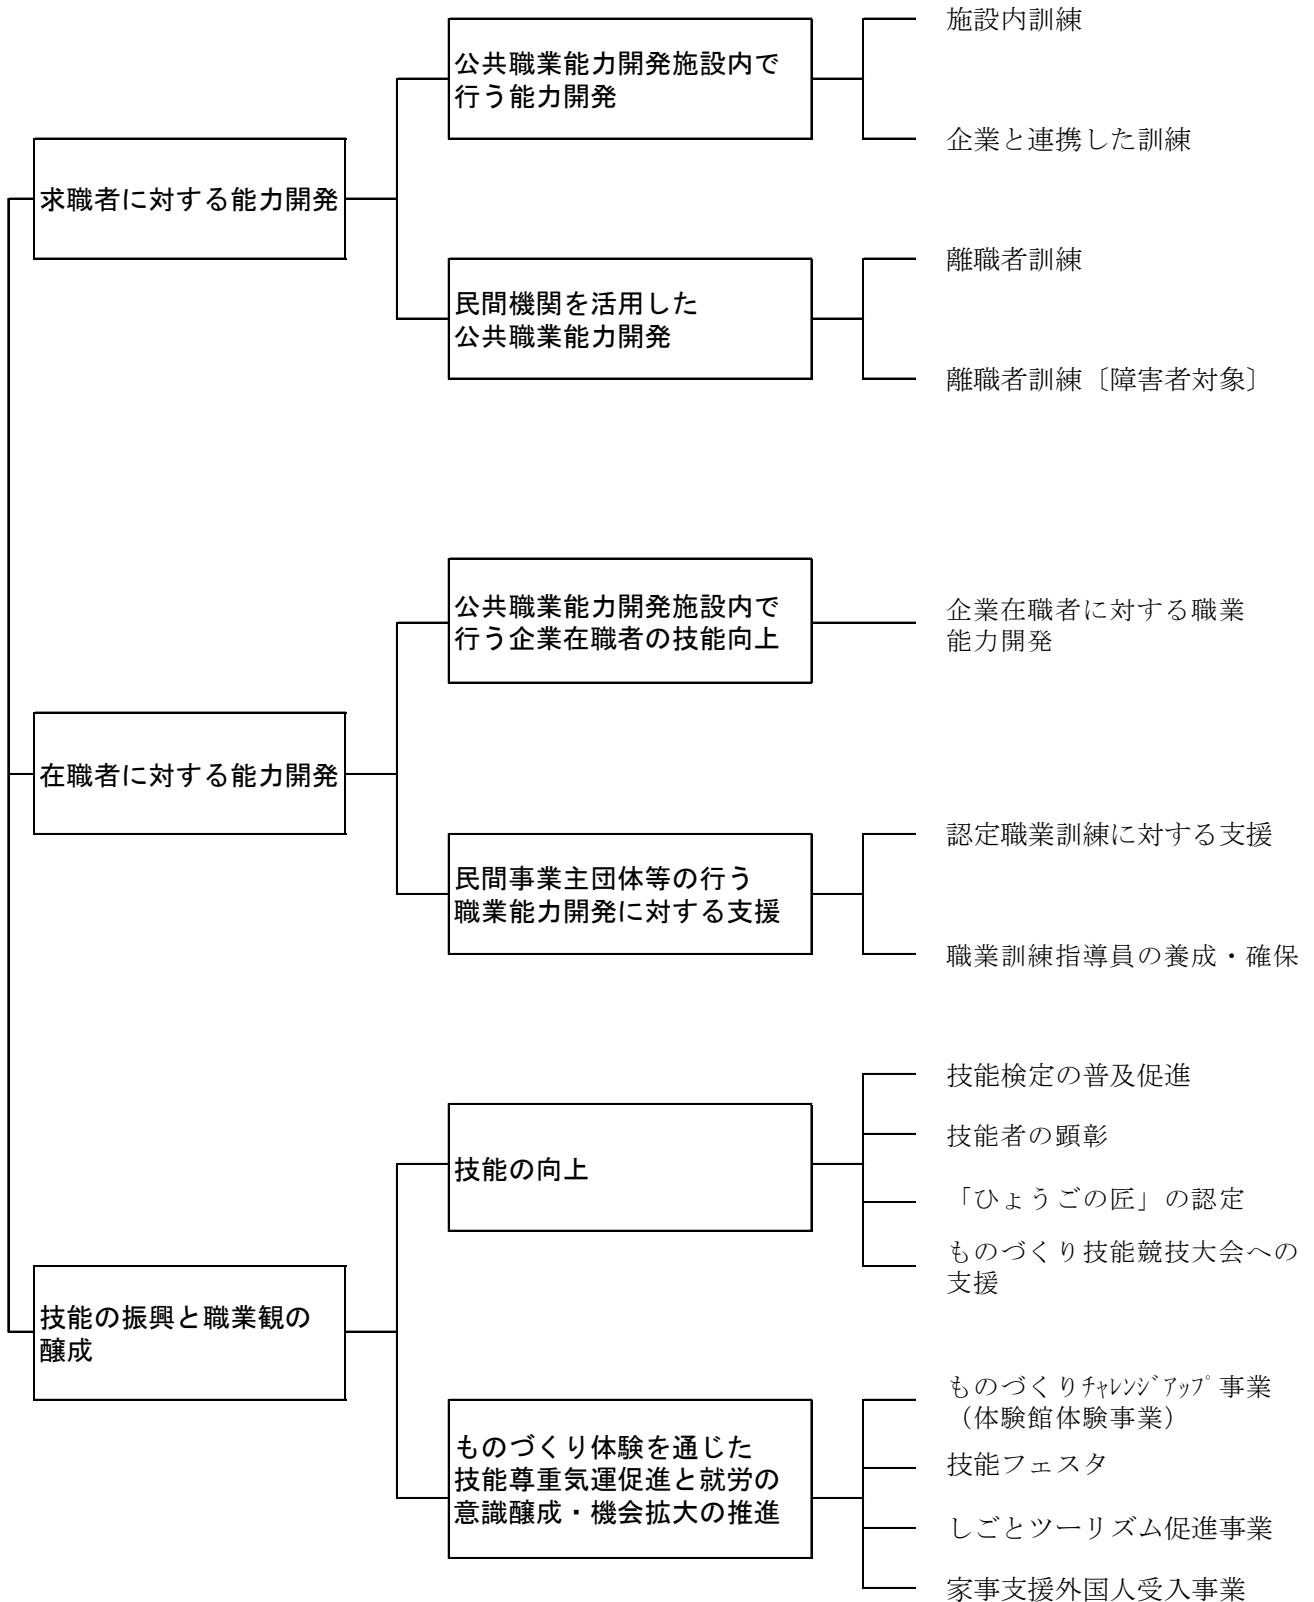 求職者に対する能力開発
公共職業能力開発施設内で
行う能力開発
施設内訓練
企業と連携した訓練
民間機関を活用した
公共職業能力開発
離職者訓練
離職者訓練〔障害者対象〕
在職者に対する能力開発
公共職業能力開発施設内で
行う企業在職者の技能向上
企業在職者に対する職業
能力開発
民間事業主団体等の行う
職業能力開発に対する支援
認定職業訓練に対する支援
職業訓練指導員の養成・確保
技能の振興と職業観の
醸成
技能の向上
技能検定の普及促進
技能者の顕彰
「ひょうごの匠」の認定
ものづくり技能競技大会への
支援
ものづくり体験を通じた
技能尊重気運促進と就労の
意識醸成・機会拡大の推進
ものづくりﾁｬﾚﾝｼﾞｱｯﾌﾟ事業
（体験館体験事業）
技能フェスタ
しごとツーリズム促進事業
家事支援外国人受入事業